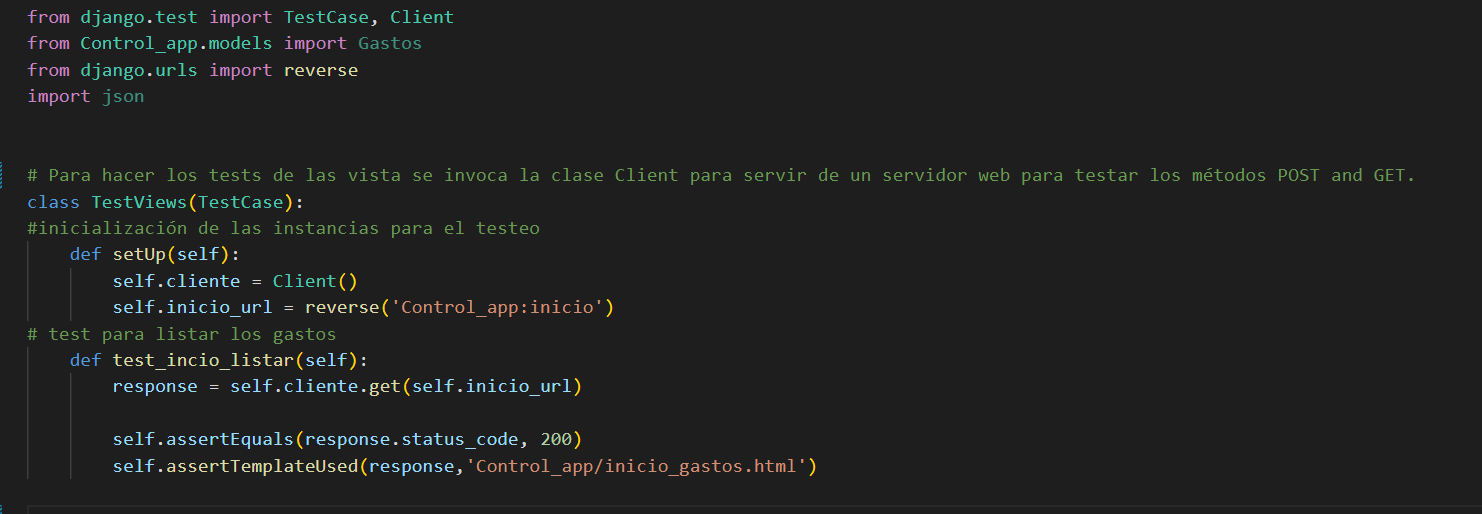 from django.test import TestCase, Client
from Control_app.models import Gastos
from django.urls import reverse
import json
# Para hacer los tests de las vista se invoca la clase Client para servir de un servidor web para testar los métodos POST and GET.
class TestViews(TestCase):
#inicialización de las instancias para el testeo
    def setUp(self):
        self.cliente = Client()
        self.inicio_url = reverse('Control_app:inicio')
# test para listar los gastos
    def test_incio_listar(self):
        response = self.cliente.get(self.inicio_url)
        self.assertEquals(response.status_code, 200)
        self.assertTemplateUsed(response,'Control_app/inicio_gastos.html')